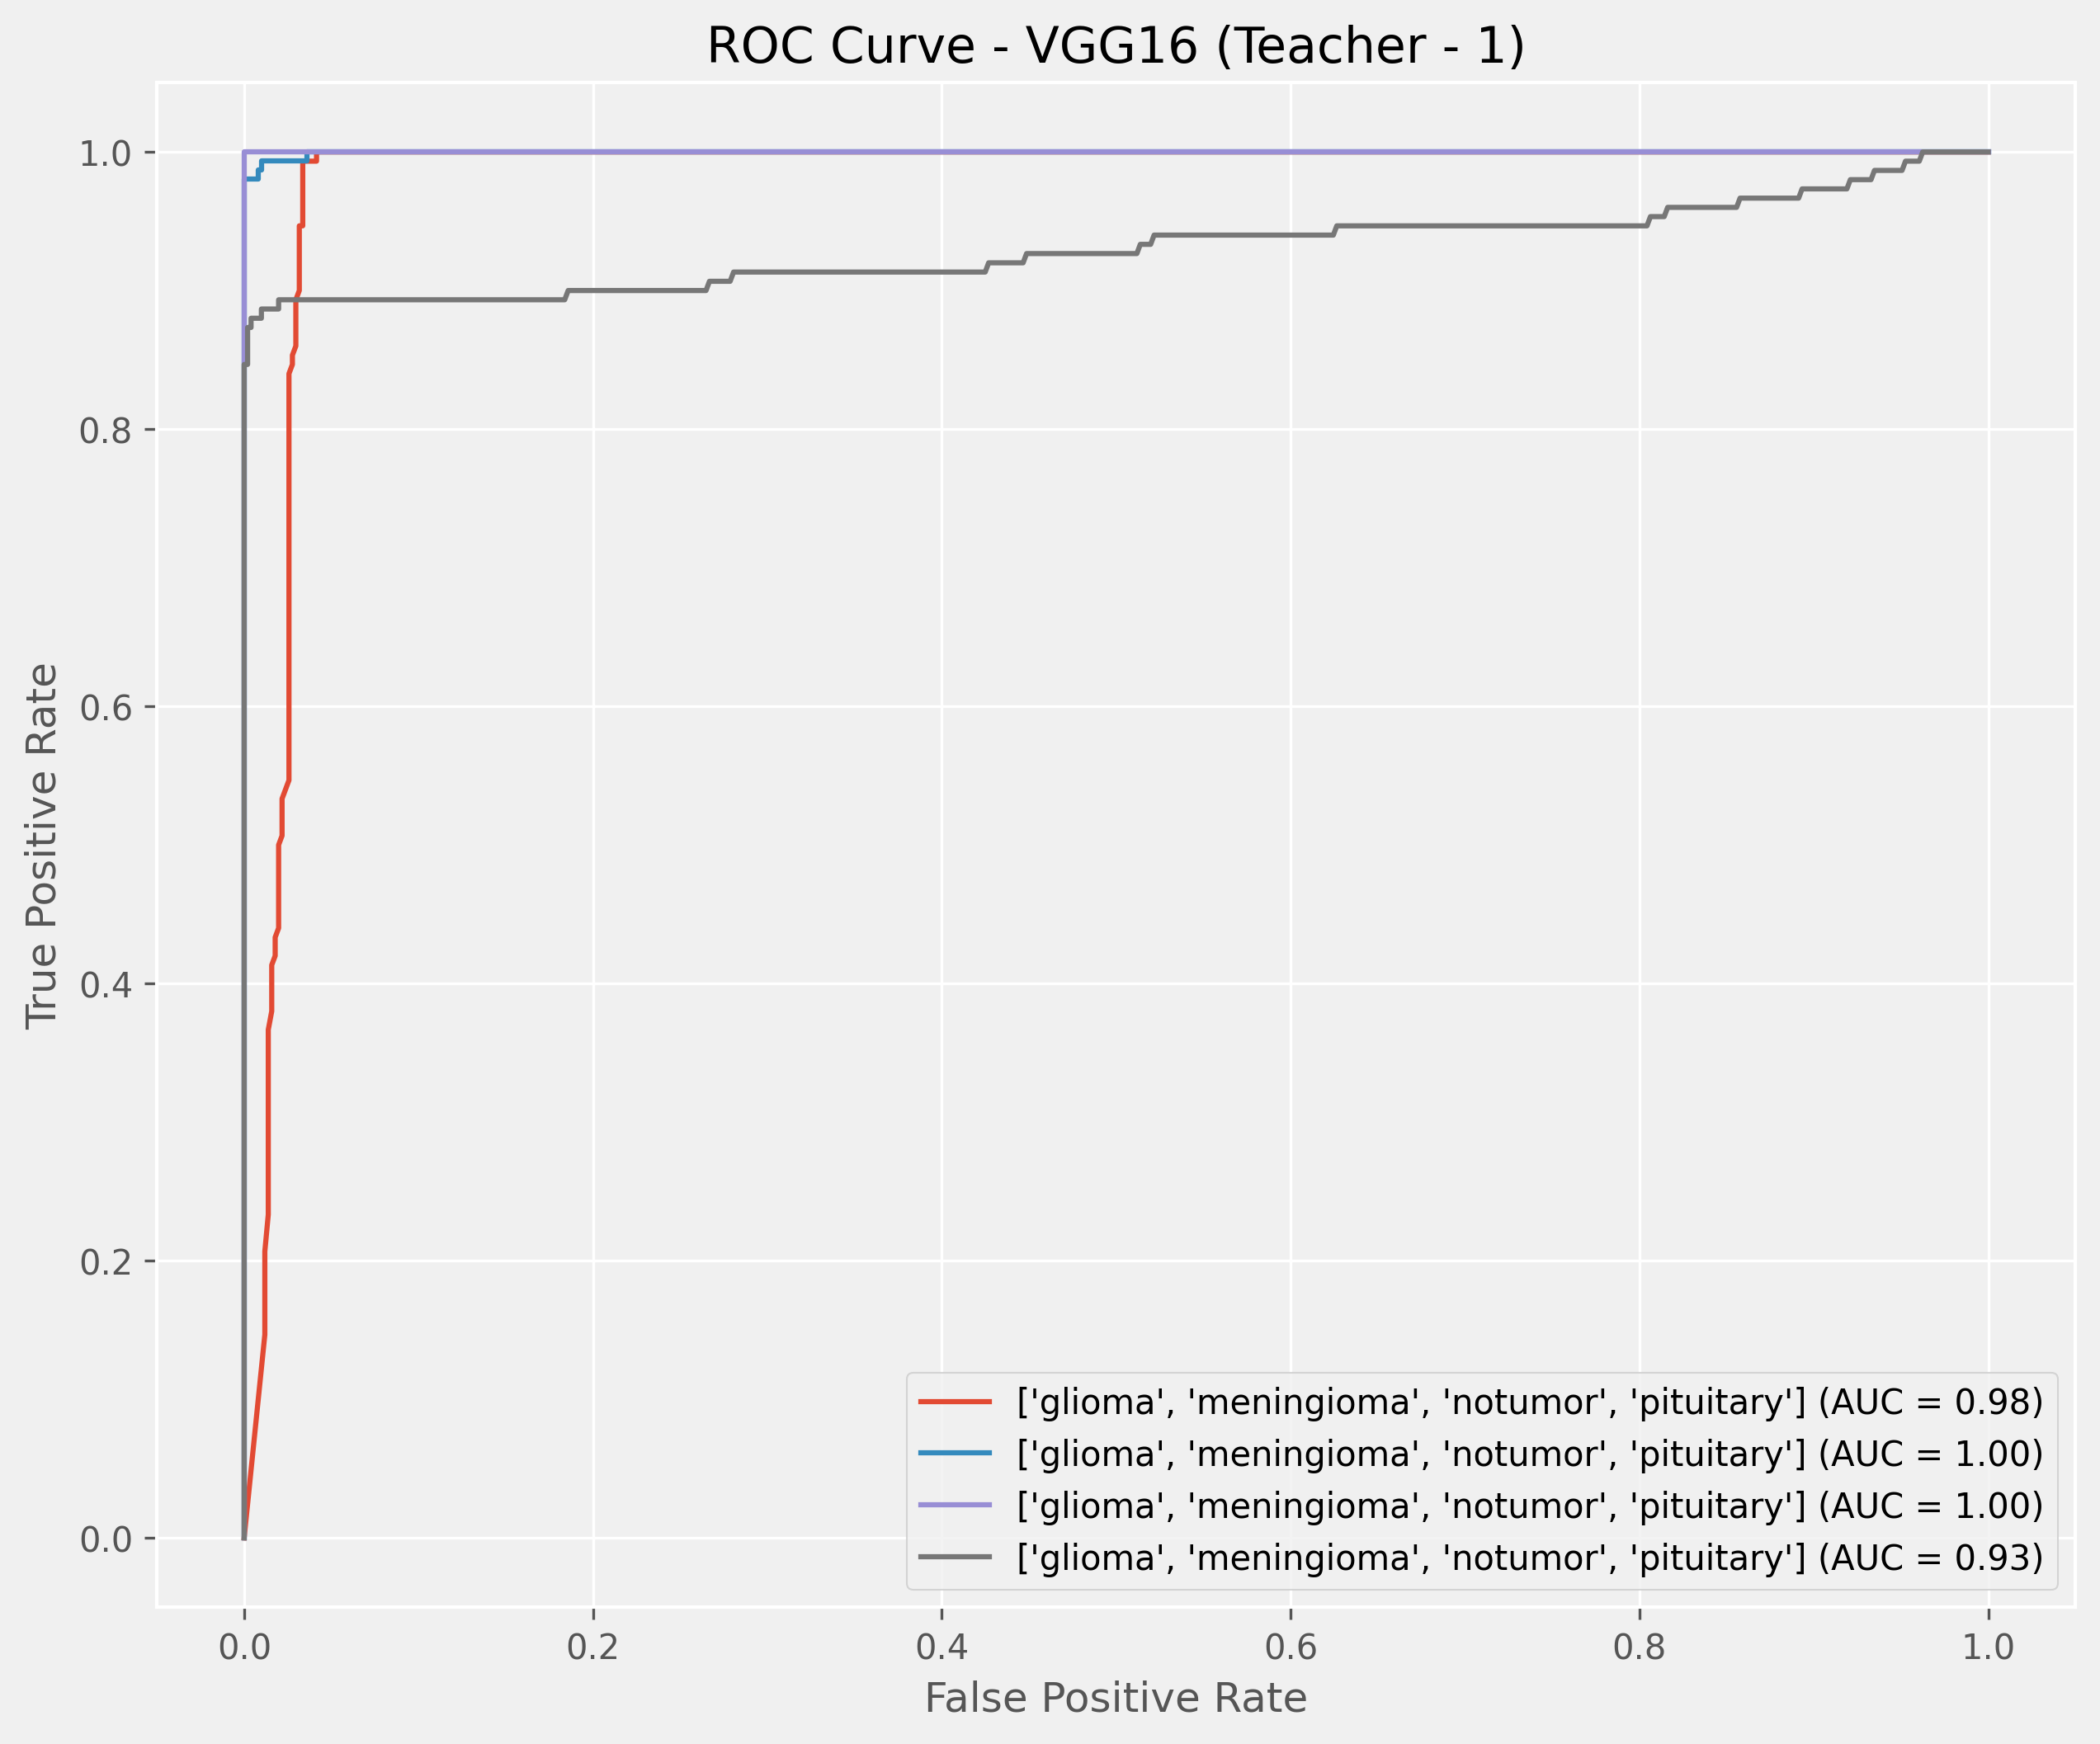 ROC Curve - VGG16 (Teacher - 1)
True Positive Rate
1.0
0.8
0.6
0.4
0.2
0.0
['glioma', 'meningioma', 'notumor', 'pituitary'] (AUC = 0.98)
['glioma', 'meningioma', 'notumor', 'pituitary'] (AUC = 1.00)
['glioma', 'meningioma', 'notumor', 'pituitary'] (AUC = 1.00)
['glioma', 'meningioma', 'notumor', 'pituitary'] (AUC = 0.93)
0.0 0.2 0.4 0.6 0.8 1.0
False Positive Rate